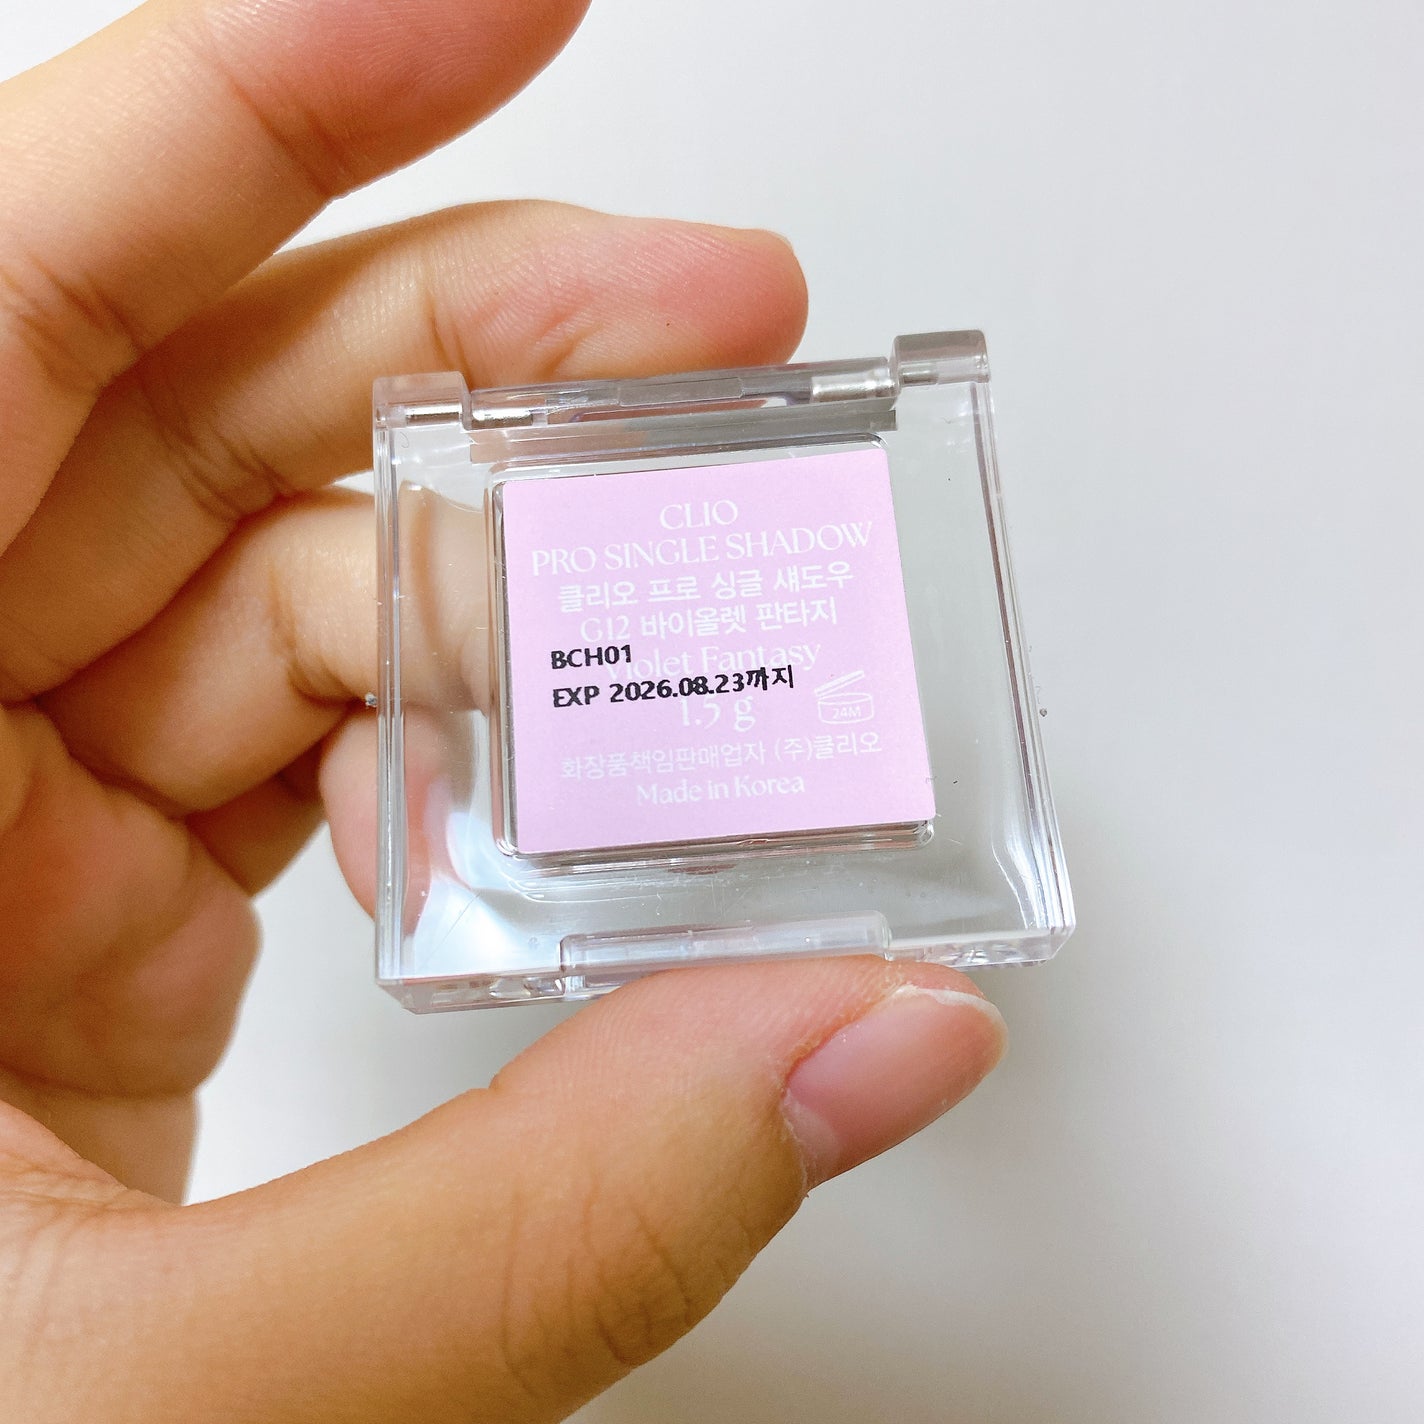 CLIO
PRO SINGLE SHADOW
클리오 프로 싱글 섀도우
G12 바이올렛 판타지
BCH01
Violet Fantasy
EXP 2026.08.23까지
1.5 g
24M
화장품책임판매업자 (주)클리오
Made in Korea